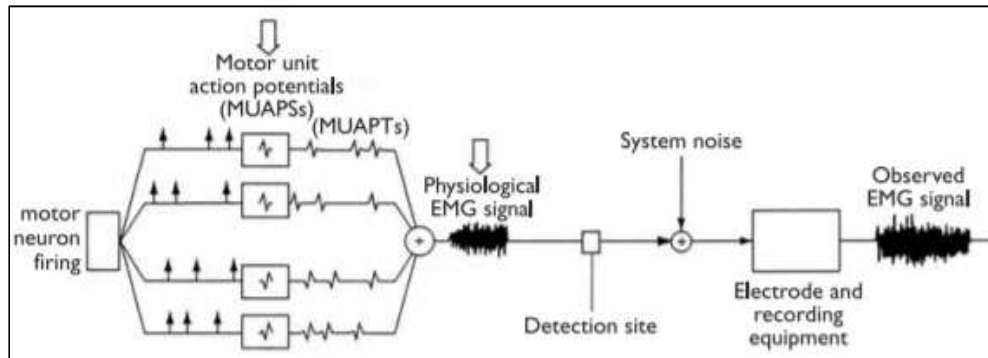 Motor unit
action potentials
(MUAPSs)
(MUAPTs)
System noise
Physiological
EMG signal
Observed
EMG signal
motor
neuron
firing
+
+
Detection site
Electrode and
recording
equipment